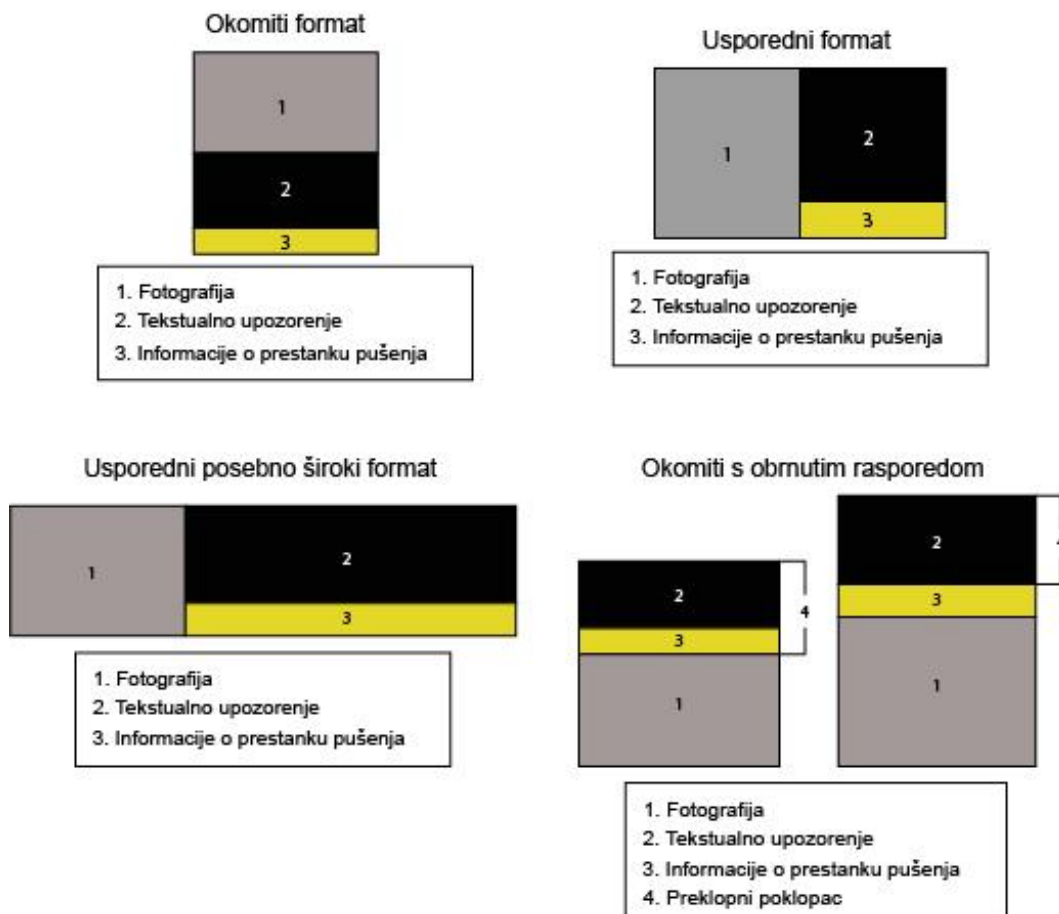 Okomiti format
1
2
3
1. Fotografija
2. Tekstualno upozorenje
3. Informacije o prestanku pušenja
Usporedni format
1
2
3
1. Fotografija
2. Tekstualno upozorenje
3. Informacije o prestanku pušenja
Usporedni posebno široki format
1
2
3
1. Fotografija
2. Tekstualno upozorenje
3. Informacije o prestanku pušenja
Okomiti s obrnutim rasporedom
2
3
4
1
2
3
1
1. Fotografija
2. Tekstualno upozorenje
3. Informacije o prestanku pušenja
4. Preklopni poklopac